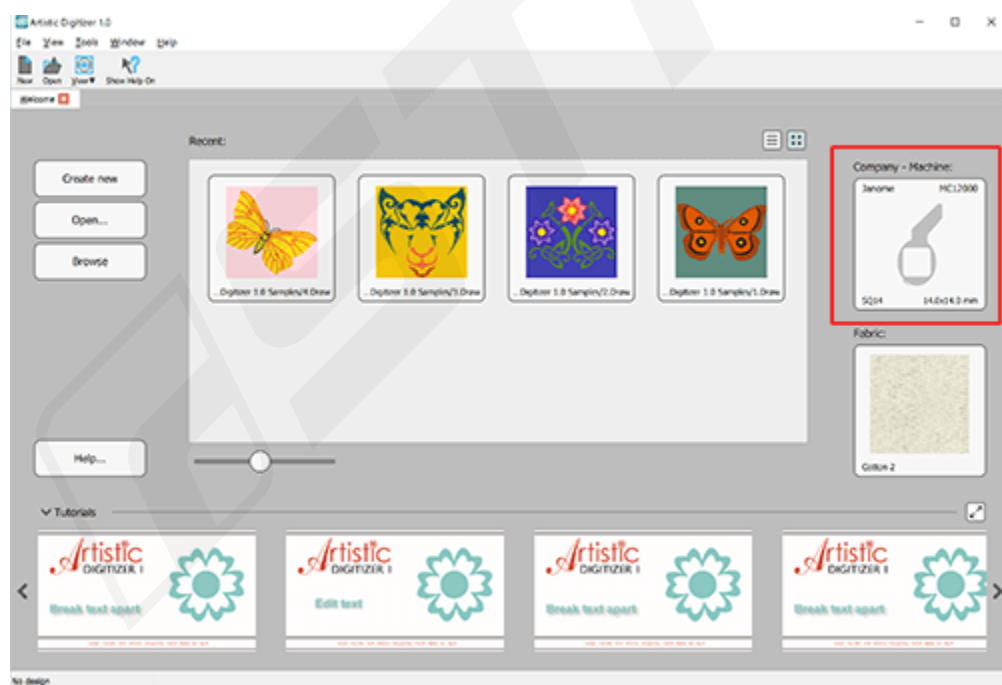 Artistic Digitizer 1.0
File View Tools Window Help
New Open View▼ Show Help On
Welcome
Recent:
Company - Machine:
Create new
Open...
Browse
Janome MC12000
SQ14 14.0x14.0 mm
...Digitizer 1.0 Samples/4.Draw
...Digitizer 1.0 Samples/3.Draw
...Digitizer 1.0 Samples/2.Draw
...Digitizer 1.0 Samples/1.Draw
Fabric:
Cotton 2
Help...
Tutorials
Artistic
DIGITIZER I
Break text apart
Artistic
DIGITIZER I
Edit text
Artistic
DIGITIZER I
Break text apart
Artistic
DIGITIZER I
Break text apart
No design